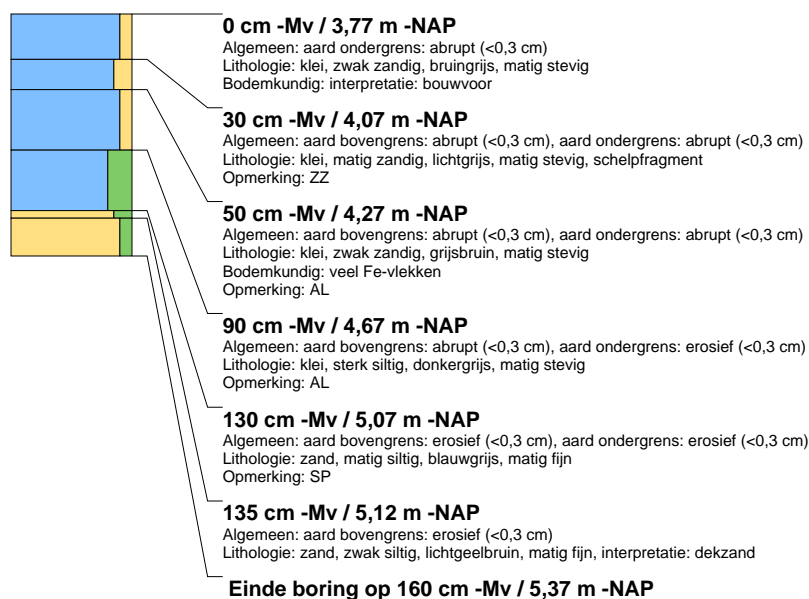 0 cm -Mv / 3,77 m -NAP
Algemeen: aard ondergrens: abrupt (<0,3 cm)
Lithologie: klei, zwak zandig, bruingrijs, matig stevig
Bodemkundig: interpretatie: bouwvoor
30 cm -Mv / 4,07 m -NAP
Algemeen: aard bovengrens: abrupt (<0,3 cm), aard ondergrens: abrupt (<0,3 cm)
Lithologie: klei, matig zandig, lichtgrijs, matig stevig, schelpfragment
Opmerking: ZZ
50 cm -Mv / 4,27 m -NAP
Algemeen: aard bovengrens: abrupt (<0,3 cm), aard ondergrens: abrupt (<0,3 cm)
Lithologie: klei, zwak zandig, grijsbruin, matig stevig
Bodemkundig: veel Fe-vlekken
Opmerking: AL
90 cm -Mv / 4,67 m -NAP
Algemeen: aard bovengrens: abrupt (<0,3 cm), aard ondergrens: erosief (<0,3 cm)
Lithologie: klei, sterk siltig, donkergrijs, matig stevig
Opmerking: AL
130 cm -Mv / 5,07 m -NAP
Algemeen: aard bovengrens: erosief (<0,3 cm), aard ondergrens: erosief (<0,3 cm)
Lithologie: zand, matig siltig, blauwgrijs, matig fijn
Opmerking: SP
135 cm -Mv / 5,12 m -NAP
Algemeen: aard bovengrens: erosief (<0,3 cm)
Lithologie: zand, zwak siltig, lichtgeelbruin, matig fijn, interpretatie: dekzand
Einde boring op 160 cm -Mv / 5,37 m -NAP